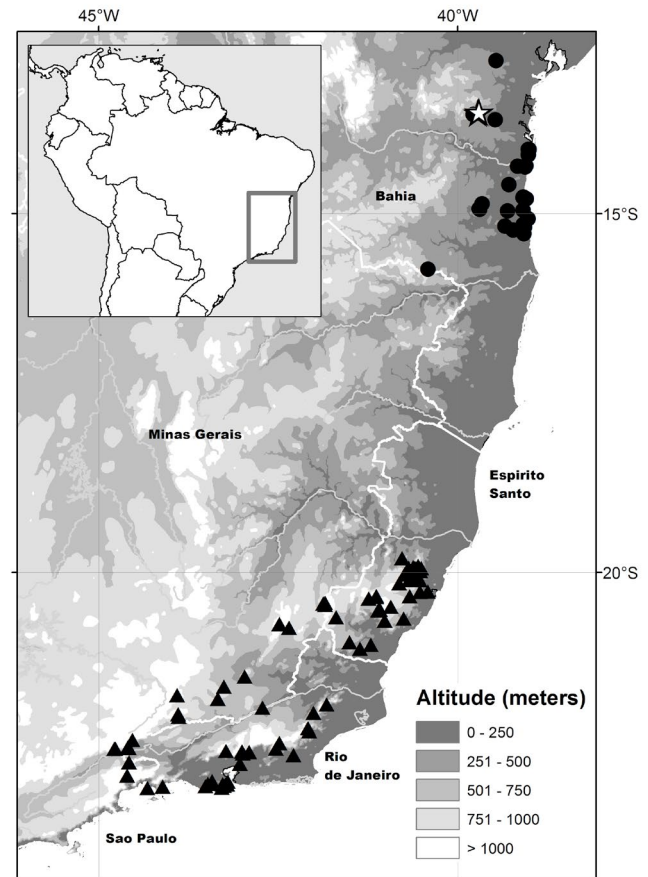 45°W 40°W
Bahia
15°S
Minas Gerais
Espirito
Santo
20°S
Altitude (meters)
0 - 250
251 - 500
501 - 750
751 - 1000
> 1000
Rio
de Janeiro
Sao Paulo